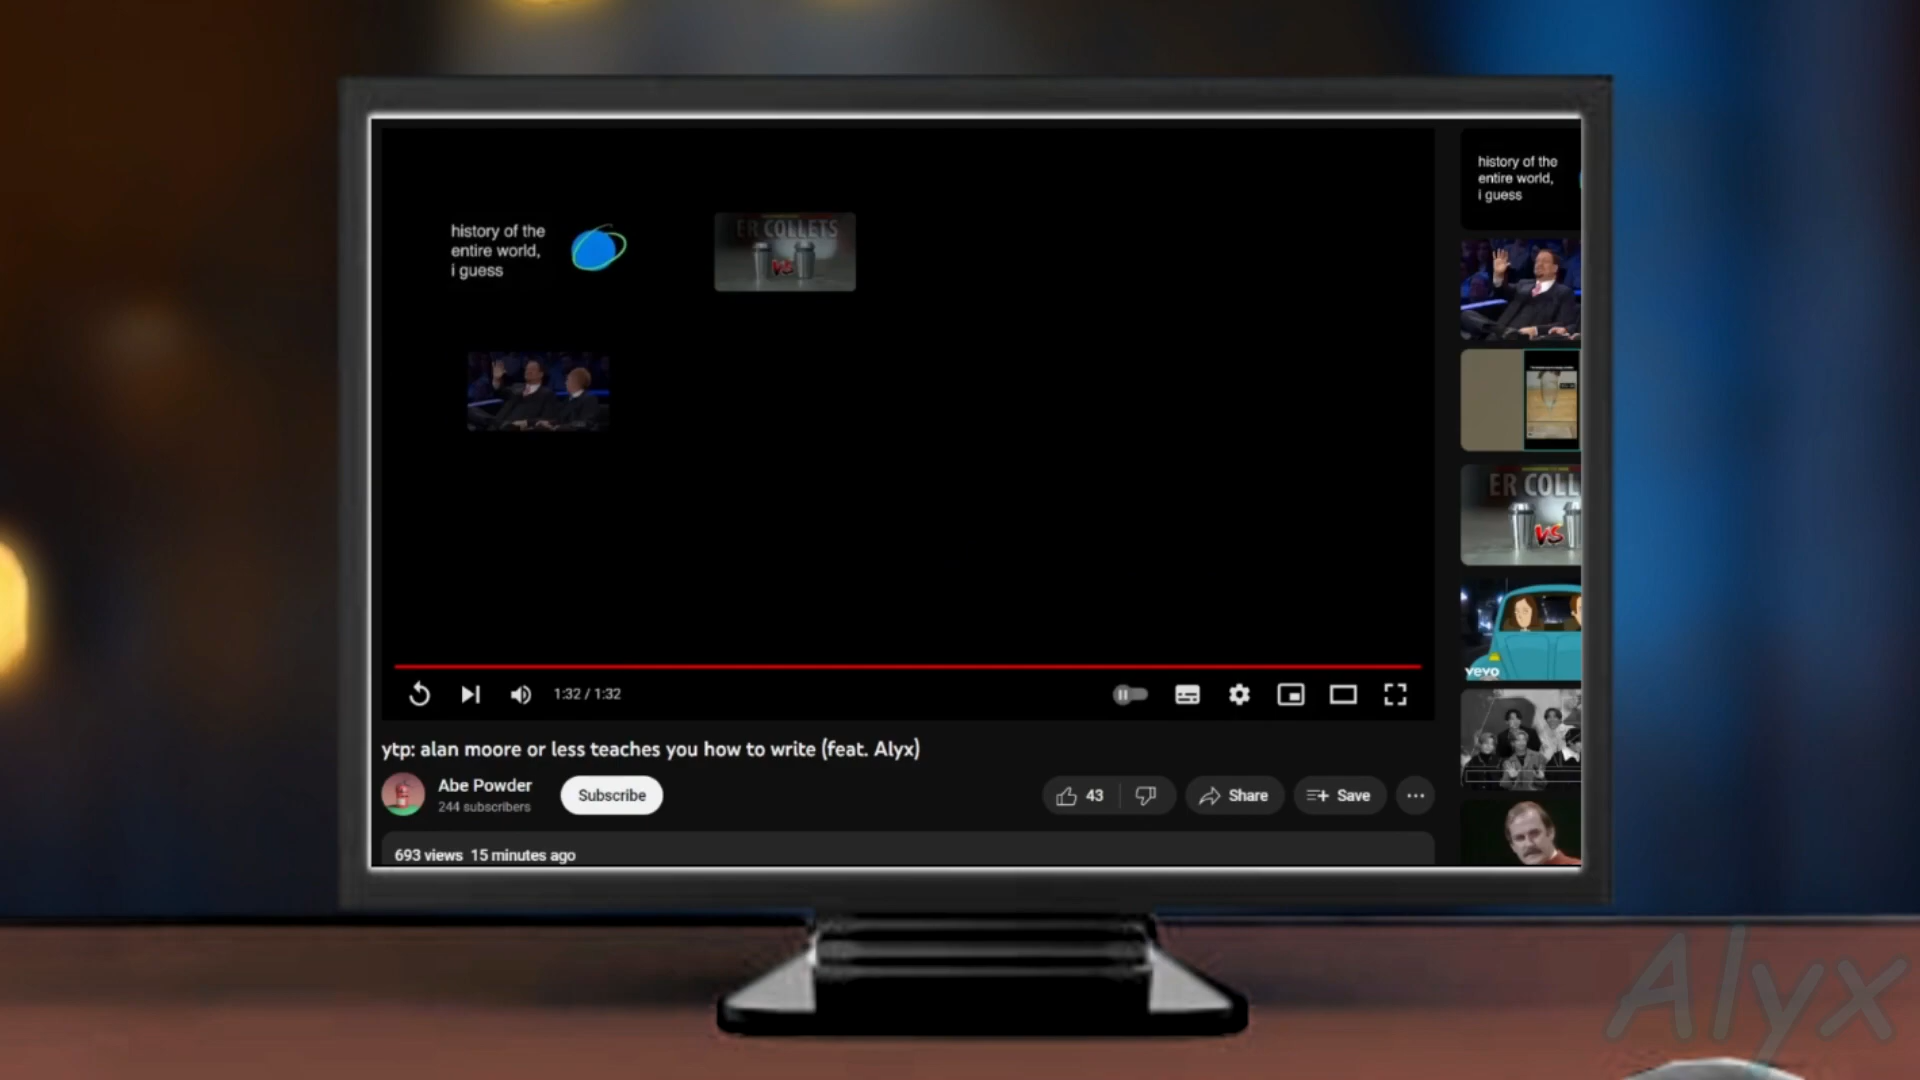 history of the
entire world,
i guess
ER COLLETS
VS
history of the
entire world,
i guess
ER COLL
VS
vevo
1:32 / 1:32
ytp: alan moore or less teaches you how to write (feat. Alyx)
Abe Powder
244 subscribers
Subscribe
43
Share
Save
693 views 15 minutes ago
Alyx